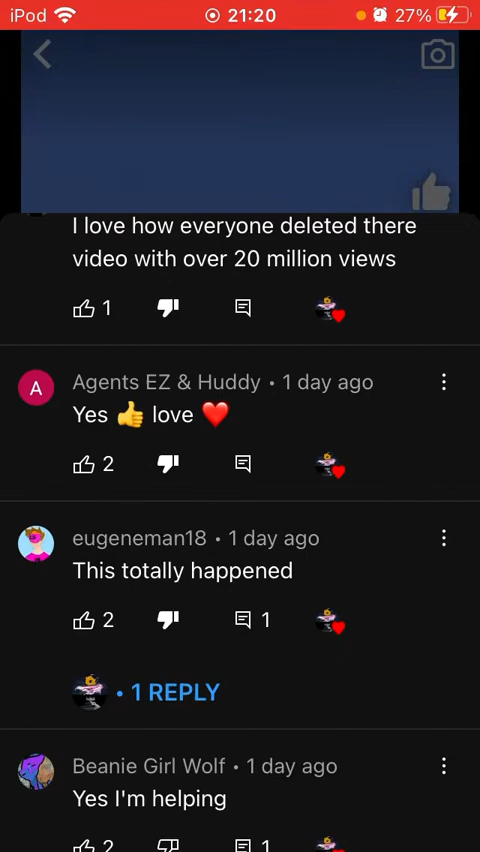 iPod 21:20 27%
I love how everyone deleted there
video with over 20 million views
1
Agents EZ & Huddy • 1 day ago
A
Yes 👍 love ❤️
2
eugeneman18 • 1 day ago
This totally happened
2 1
• 1 REPLY
Beanie Girl Wolf • 1 day ago
Yes I'm helping
2 1